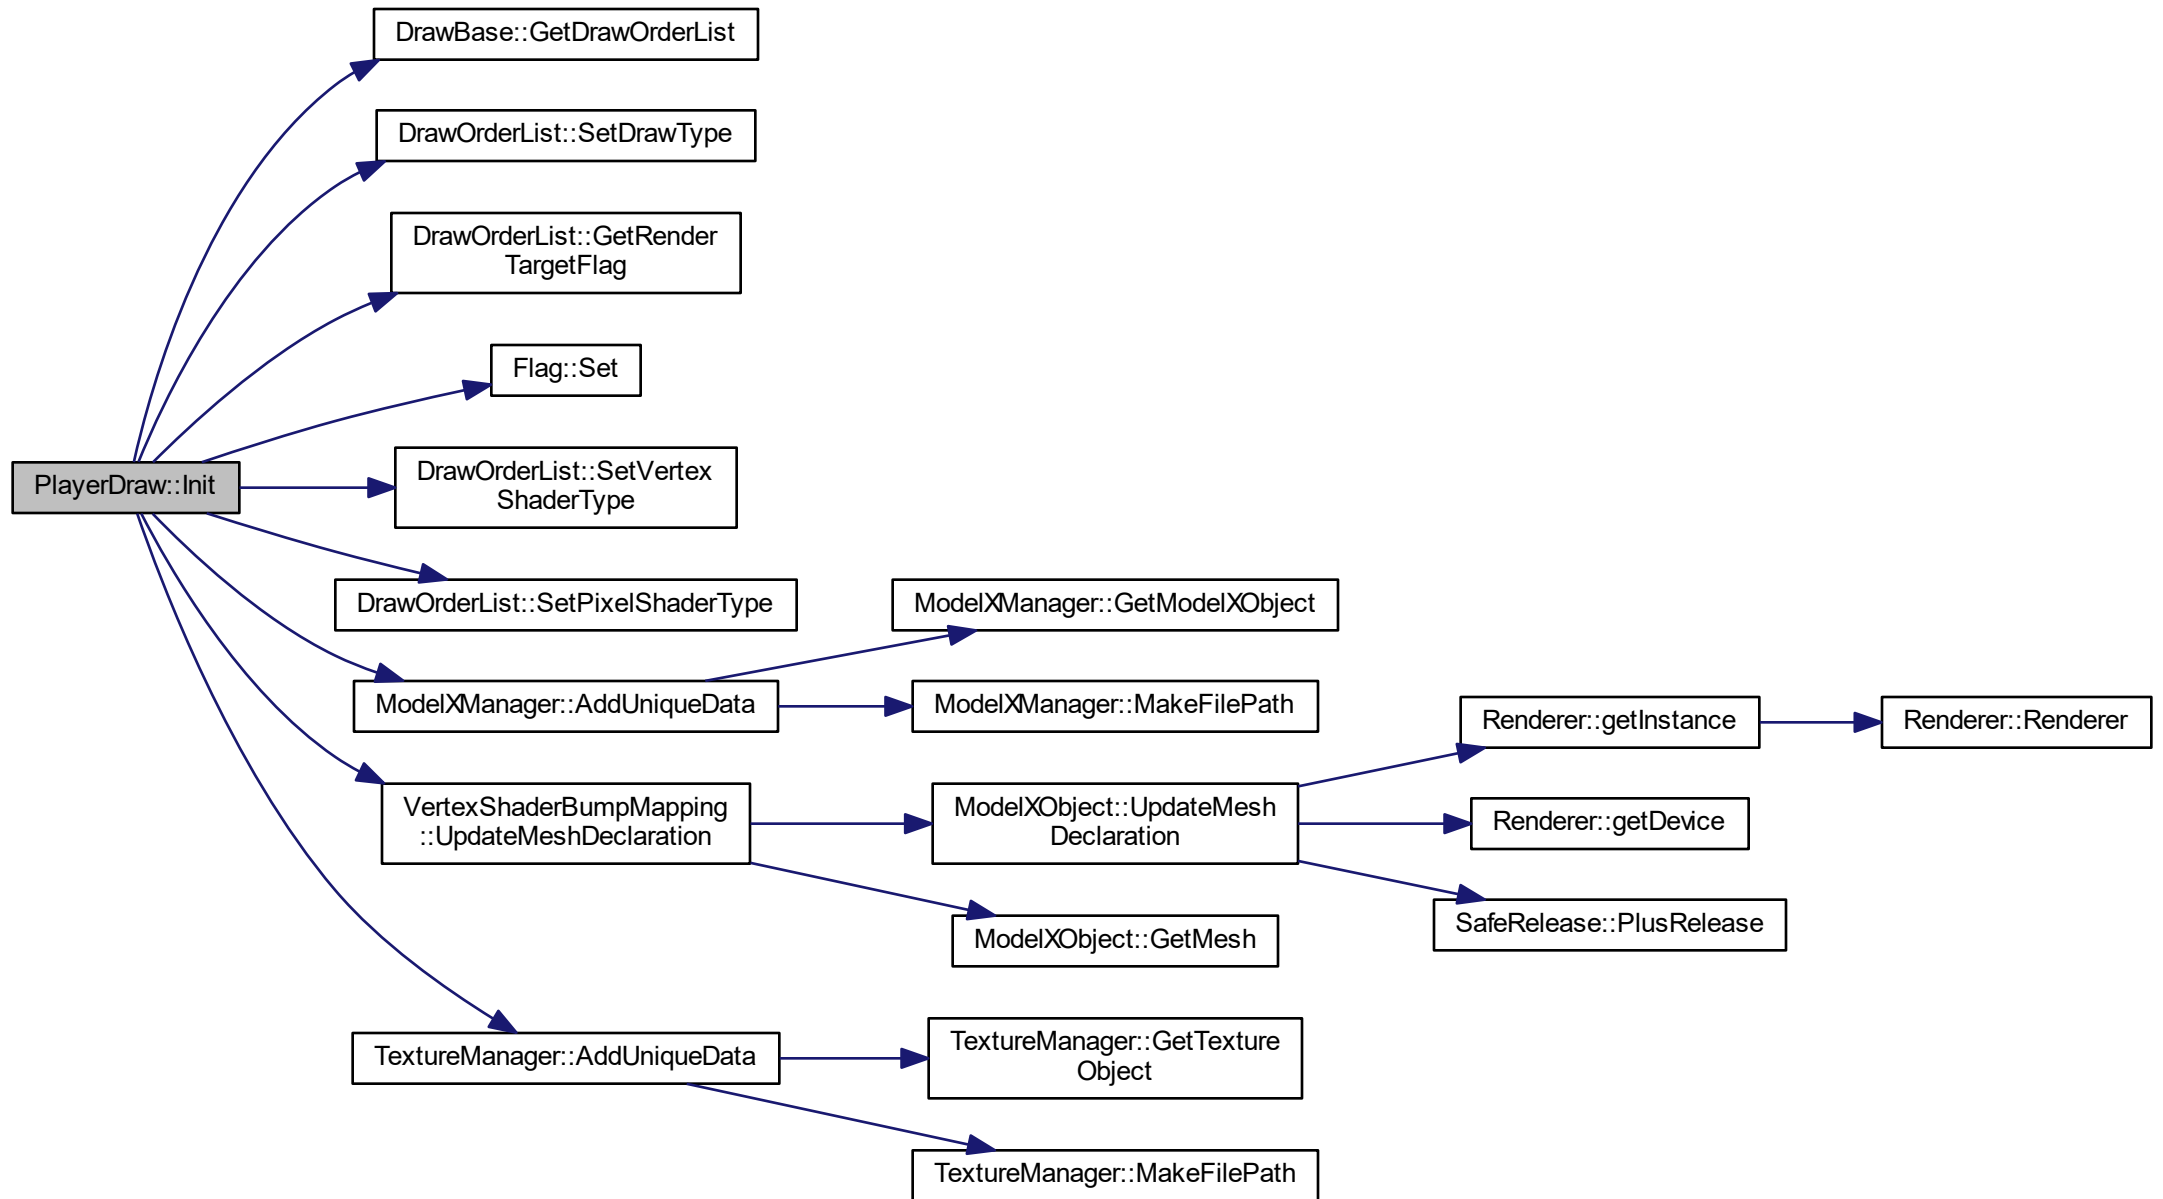 DrawBase::GetDrawOrderList
DrawOrderList::SetDrawType
DrawOrderList::GetRender
TargetFlag
Flag::Set
PlayerDraw::Init
DrawOrderList::SetVertex
ShaderType
DrawOrderList::SetPixelShaderType
ModelXManager::GetModelXObject
ModelXManager::AddUniqueData
ModelXManager::MakeFilePath
Renderer::getInstance
Renderer::Renderer
VertexShaderBumpMapping
::UpdateMeshDeclaration
ModelXObject::UpdateMesh
Declaration
Renderer::getDevice
SafeRelease::PlusRelease
ModelXObject::GetMesh
TextureManager::AddUniqueData
TextureManager::GetTexture
Object
TextureManager::MakeFilePath